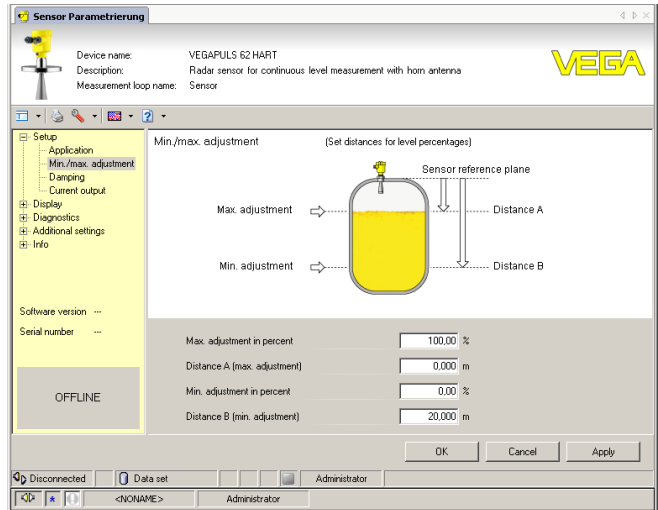 Sensor Parametrierung
Device name: VEGAPULS 62 HART
Description: Radar sensor for continuous level measurement with horn antenna
Measurement loop name: Sensor
VEGA
Setup
Application
Min./max. adjustment
Damping
Current output
Display
Diagnostics
Additional settings
Info
Software version ---
Serial number ---
OFFLINE
Min./max. adjustment (Set distances for level percentages)
Sensor reference plane
Max. adjustment
Distance A
Min. adjustment
Distance B
Max. adjustment in percent 100,00 %
Distance A (max. adjustment) 0,000 m
Min. adjustment in percent 0,00 %
Distance B (min. adjustment) 20,000 m
OK Cancel Apply
Disconnected Data set Administrator
<NONAME> Administrator